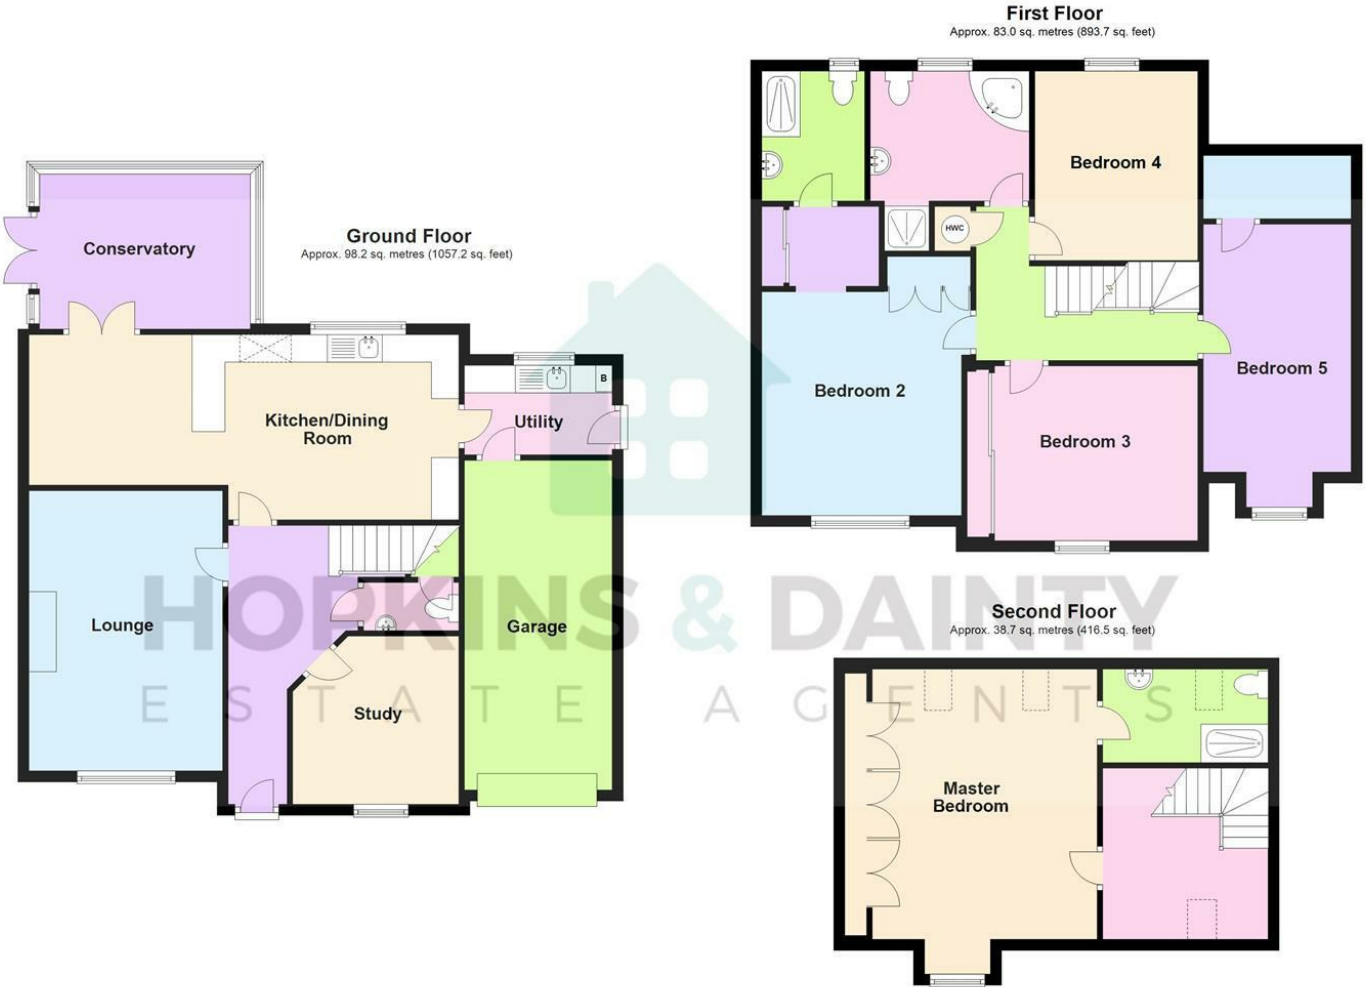 First Floor
Approx. 83.0 sq. metres (893.7 sq. feet)
Bedroom 4
HWC
Bedroom 2
Bedroom 5
Bedroom 3
Ground Floor
Approx. 98.2 sq. metres (1057.2 sq. feet)
Conservatory
B
Kitchen/Dining
Room
Utility
Lounge
Garage
Study
HOPKINS & DAINTY
ESTATE AGENTS
Second Floor
Approx. 38.7 sq. metres (416.5 sq. feet)
Master
Bedroom